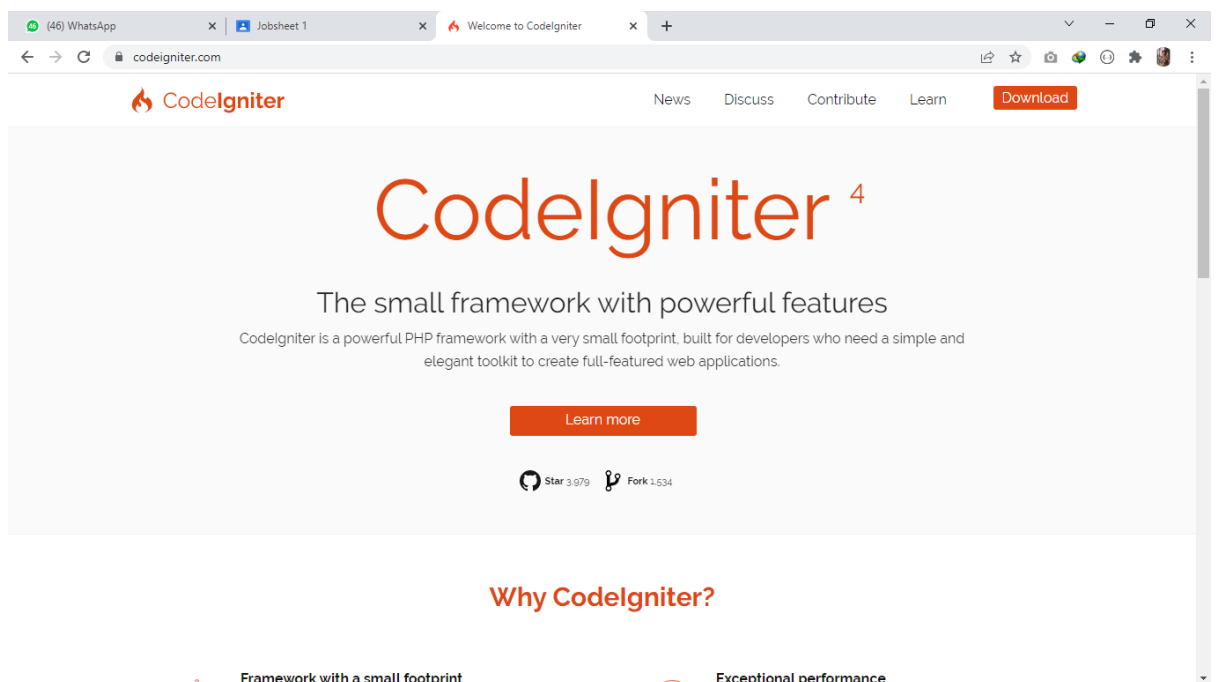 (46) WhatsApp
Jobsheet 1
Welcome to CodeIgniter
codeigniter.com
CodeIgniter
News Discuss Contribute Learn Download
CodeIgniter 4
The small framework with powerful features
CodeIgniter is a powerful PHP framework with a very small footprint, built for developers who need a simple and
elegant toolkit to create full-featured web applications.
Learn more
Star 3,979 Fork 1,534
Why CodeIgniter?
Framework with a small footprint
Exceptional performance